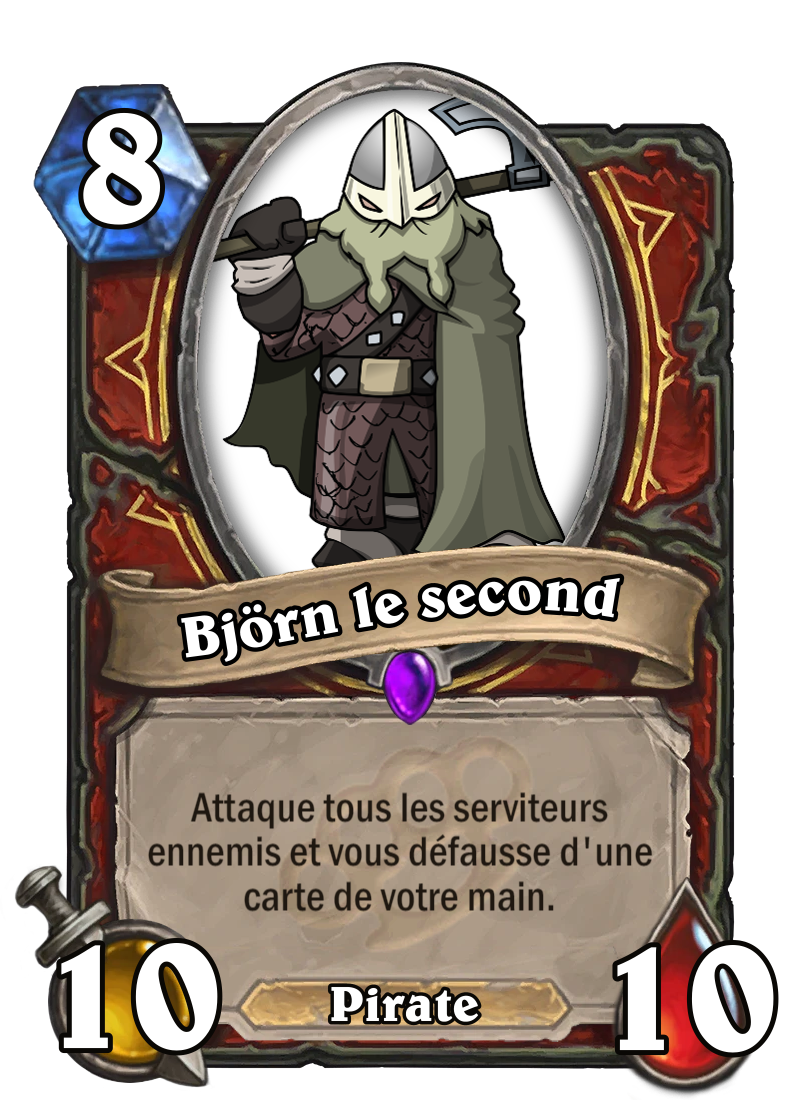 8
Björn le second
Attaque tous les serviteurs
ennemis et vous défausse d'une
carte de votre main.
10
Pirate
10